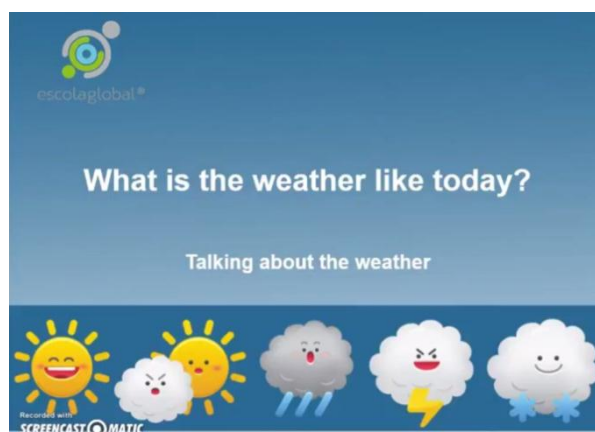 escolaglobal®
What is the weather like today?
Talking about the weather
Recorded with
SCREENCAST-O-MATIC